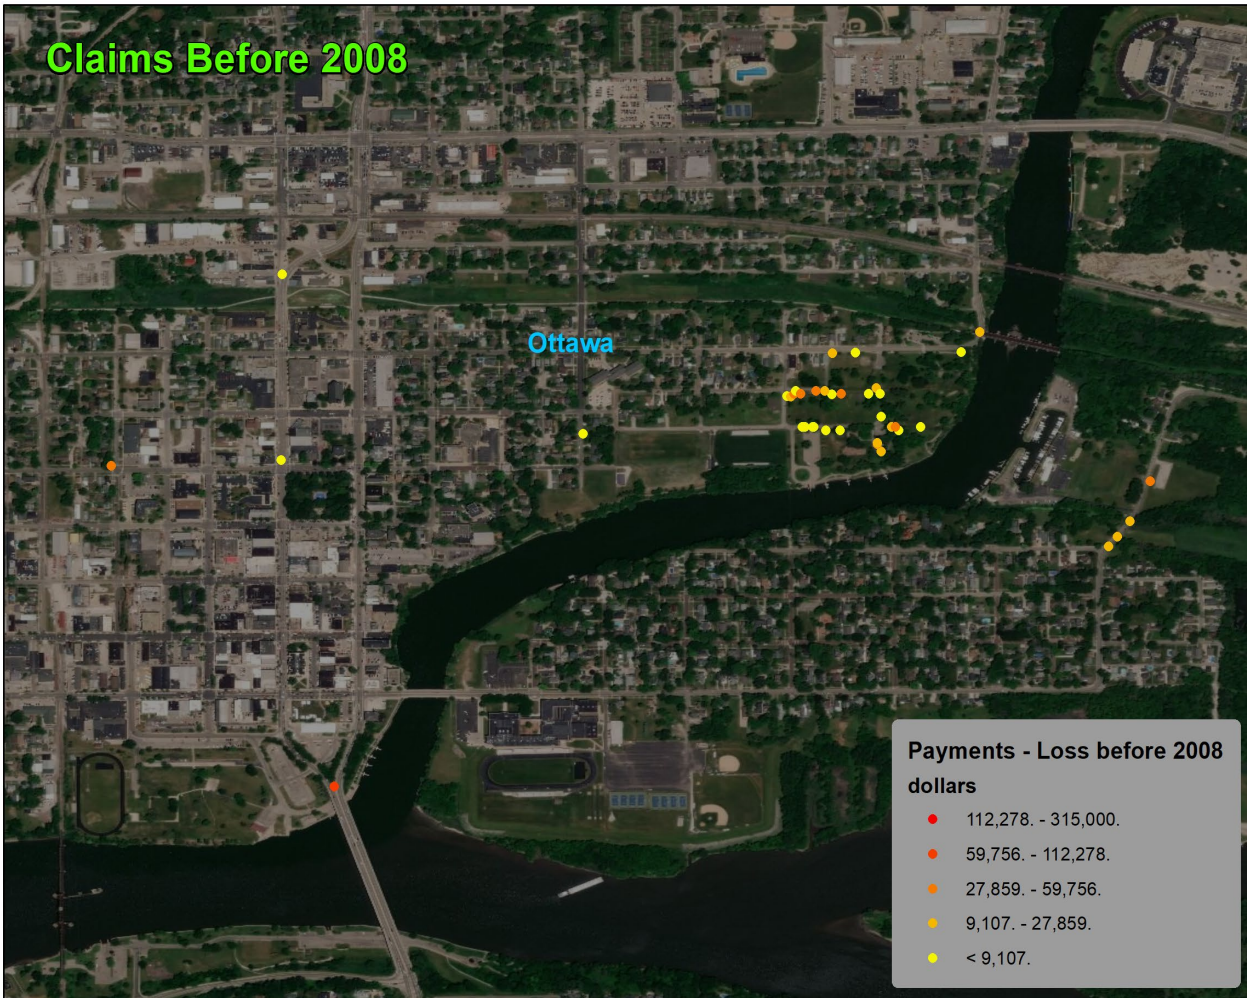 Claims Before 2008
Ottawa
Payments - Loss before 2008
dollars
112,278. - 315,000.
59,756. - 112,278.
27,859. - 59,756.
9,107. - 27,859.
< 9,107.